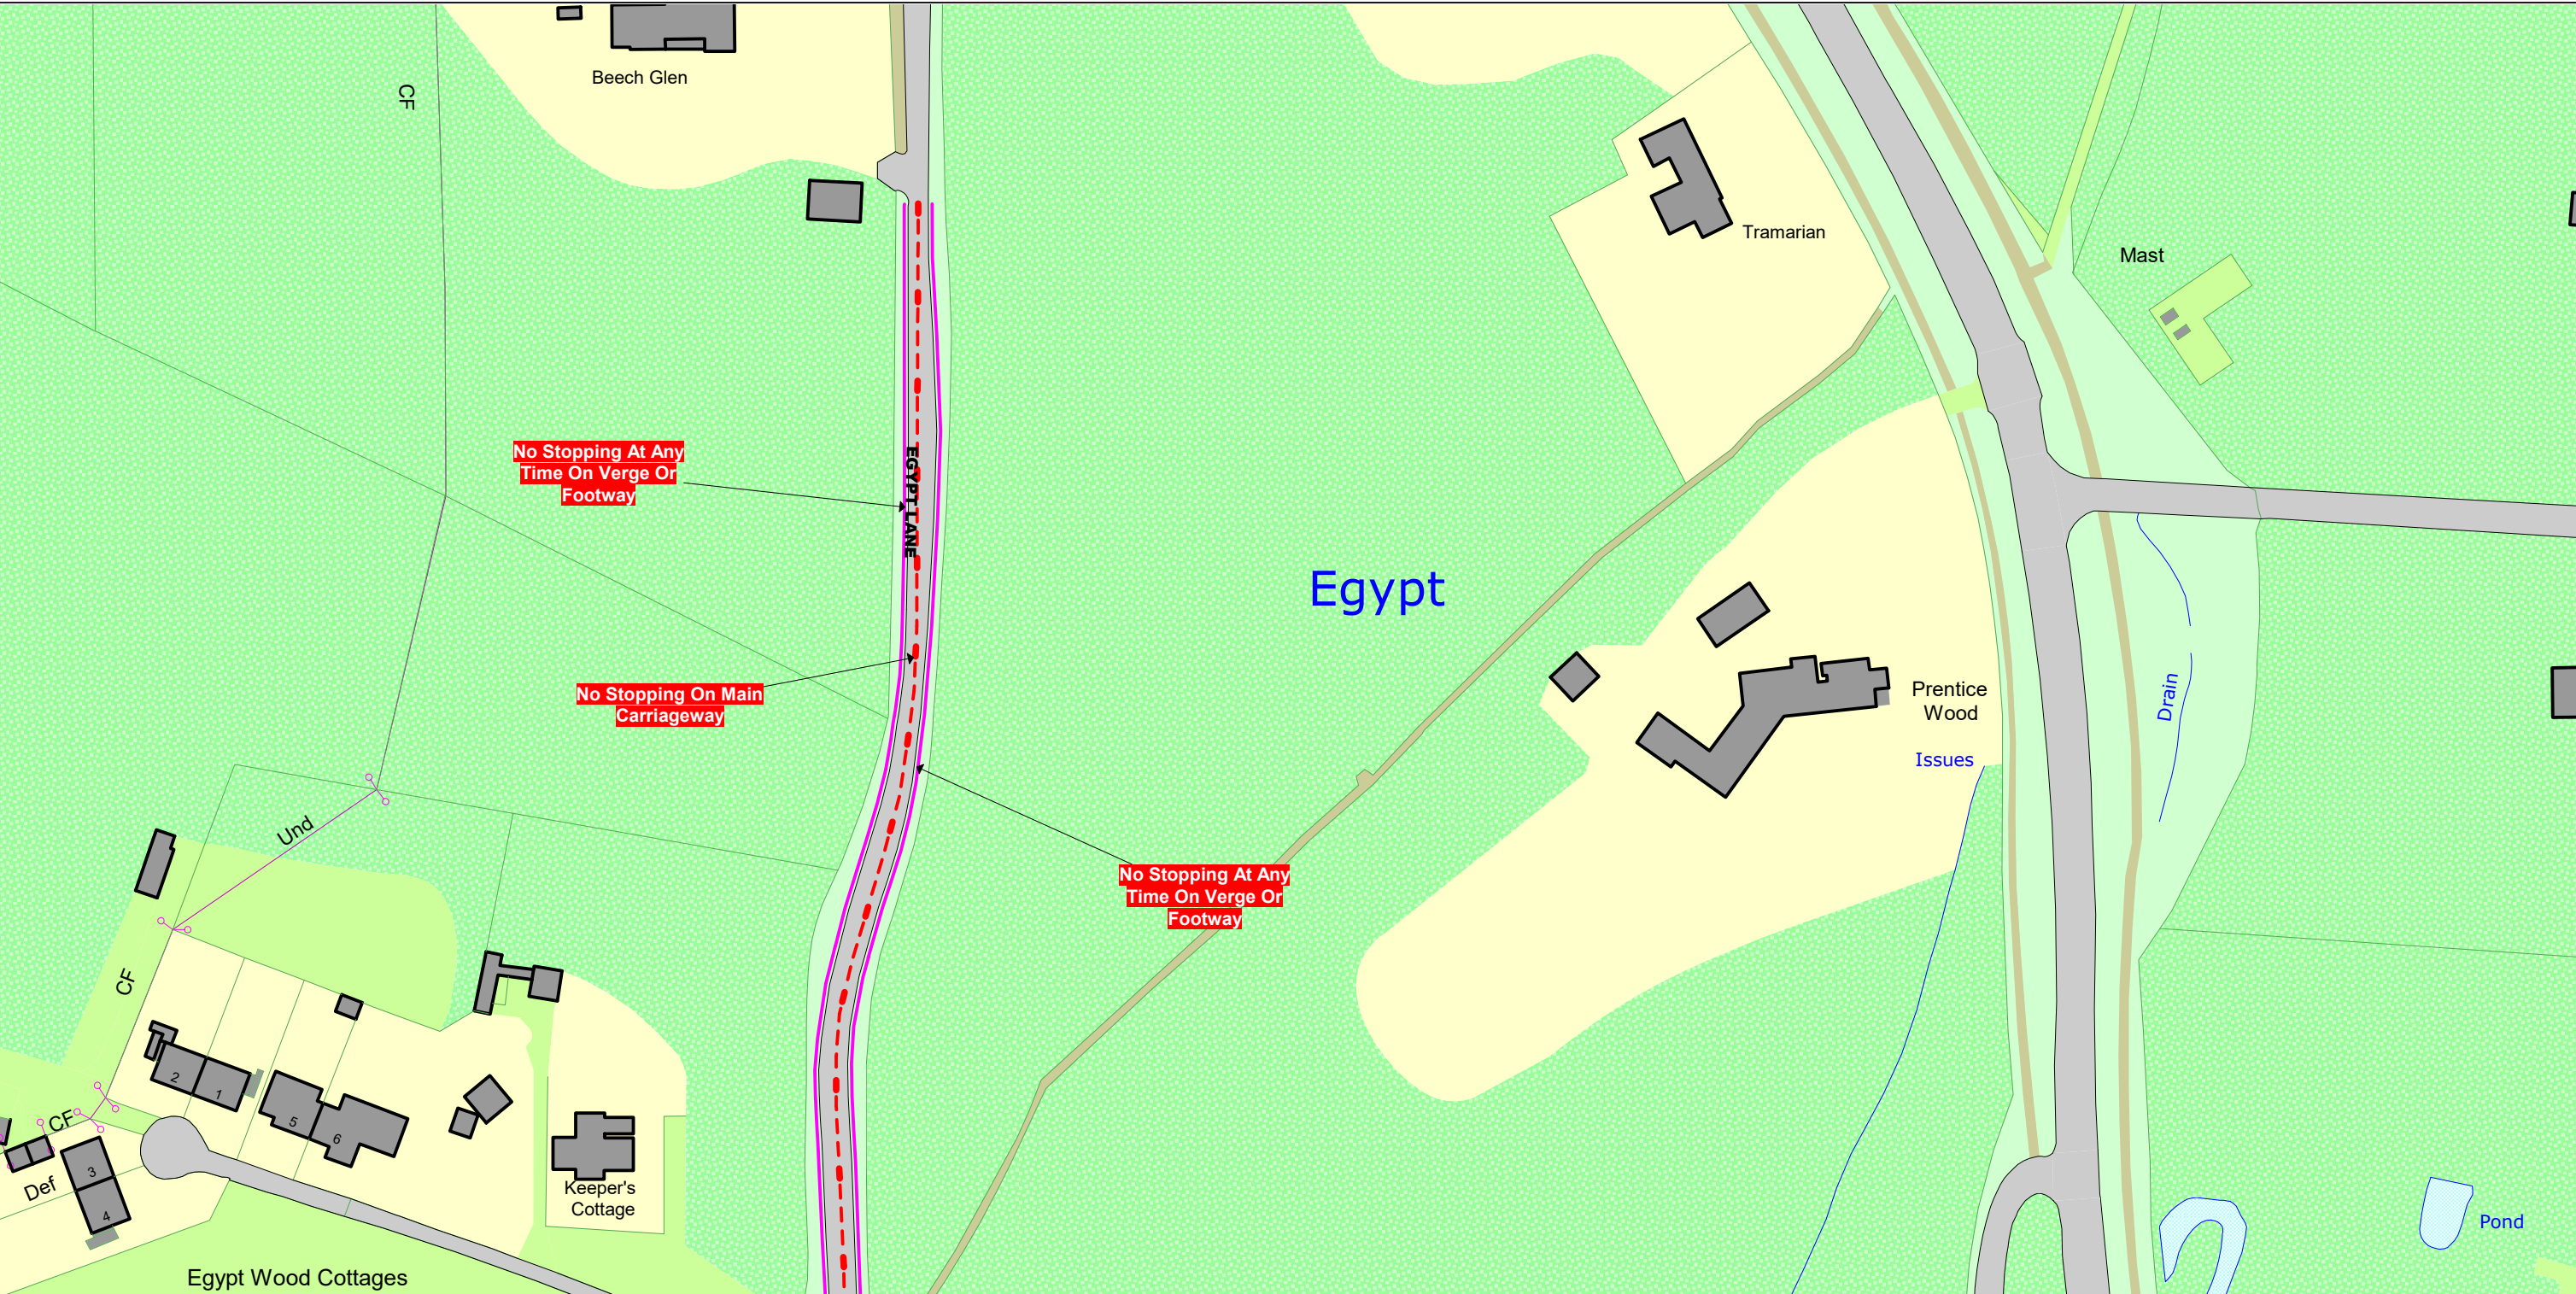 Beech Glen
CF
Tramarian
Mast
No Stopping At Any
Time On Verge Or
Footway
EGYPT LANE
Egypt
No Stopping On Main
Carriageway
Prentice
Wood
Issues
Drain
Und
No Stopping At Any
Time On Verge Or
Footway
CF
2
1
5
6
CF
3
4
Def
Keeper's
Cottage
Pond
Egypt Wood Cottages